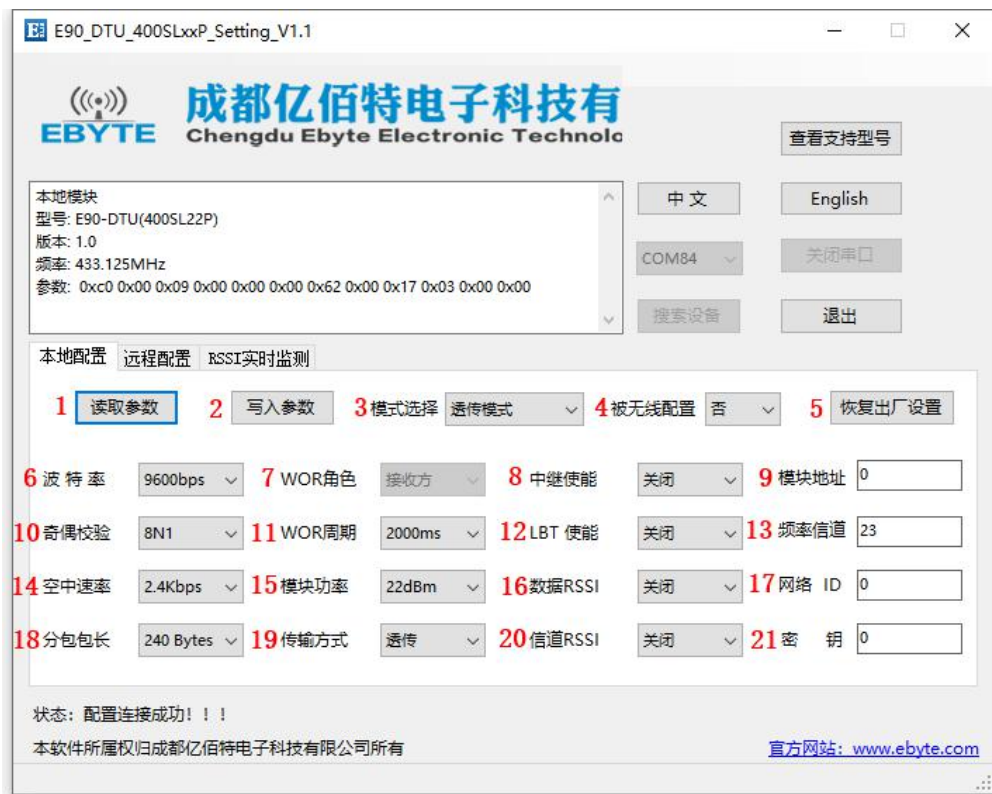 E90_DTU_400SLxxP_Setting_V1.1
EBYTE
成都亿佰特电子科技有
Chengdu Ebyte Electronic Technolo
查看支持型号
本地模块
型号: E90-DTU(400SL22P)
版本: 1.0
频率: 433.125MHz
参数: 0xc0 0x00 0x09 0x00 0x00 0x00 0x62 0x00 0x17 0x03 0x00 0x00
中文 English
COM84 关闭串口
搜索设备 退出
本地配置 远程配置 RSSI实时监测
1 读取参数 2 写入参数 3 模式选择 透传模式 4 被无线配置 否 5 恢复出厂设置
6 波特率 9600bps 7 WOR角色 接收方 8 中继使能 关闭 9 模块地址 0
10 奇偶校验 8N1 11 WOR周期 2000ms 12 LBT 使能 关闭 13 频率信道 23
14 空中速率 2.4Kbps 15 模块功率 22dBm 16 数据RSSI 关闭 17 网络 ID 0
18 分包包长 240 Bytes 19 传输方式 透传 20 信道RSSI 关闭 21 密 钥 0
状态: 配置连接成功!!!
本软件所属权归成都亿佰特电子科技有限公司所有 官方网站: www.ebyte.com